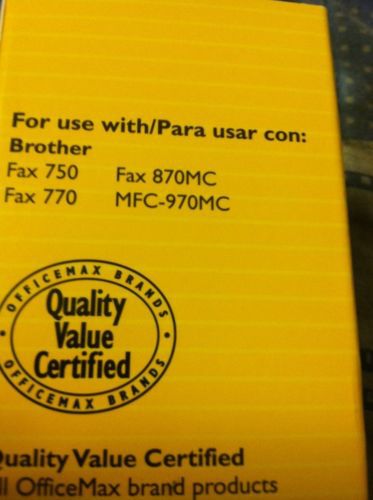 For use with/Para usar con:
Brother
Fax 750 Fax 870MC
Fax 770 MFC-970MC
OFFICEMAX BRANDS
Quality
Value
Certified
OFFICEMAX BRANDS
Quality Value Certified
all OfficeMax brand products